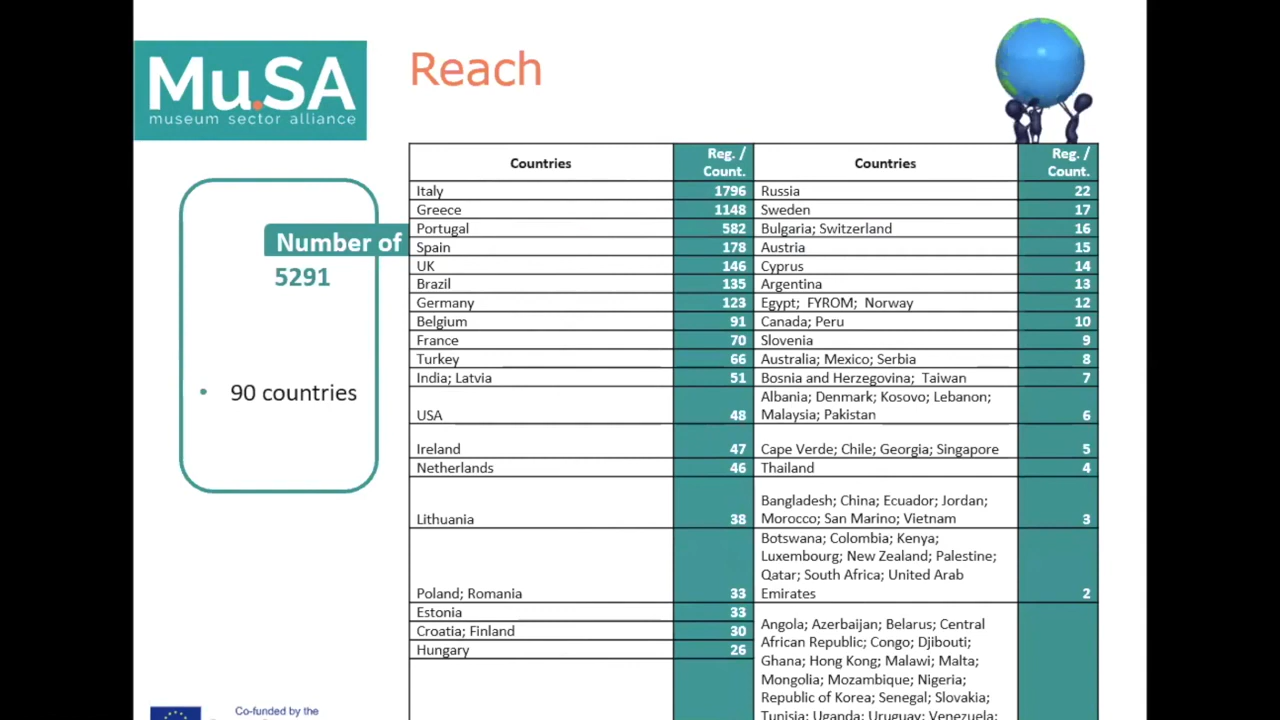 Mu.SA
museum sector alliance
Reach
Number of
5291
• 90 countries
Countries Reg. / Count. Countries Reg. / Count.
Italy 1796 Russia 22
Greece 1148 Sweden 17
Portugal 582 Bulgaria; Switzerland 16
Spain 178 Austria 15
UK 146 Cyprus 14
Brazil 135 Argentina 13
Germany 123 Egypt; FYROM; Norway 12
Belgium 91 Canada; Peru 10
France 70 Slovenia 9
Turkey 66 Australia; Mexico; Serbia 8
India; Latvia 51 Bosnia and Herzegovina; Taiwan 7
Albania; Denmark; Kosovo; Lebanon;
USA 48 Malaysia; Pakistan 6
Ireland 47 Cape Verde; Chile; Georgia; Singapore 5
Netherlands 46 Thailand 4
Bangladesh; China; Ecuador; Jordan;
Lithuania 38 Morocco; San Marino; Vietnam 3
Botswana; Colombia; Kenya;
Luxembourg; New Zealand; Palestine;
Qatar; South Africa; United Arab
Poland; Romania 33 Emirates 2
Estonia 33
Croatia; Finland 30
Hungary 26
Angola; Azerbaijan; Belarus; Central
African Republic; Congo; Djibouti;
Ghana; Hong Kong; Malawi; Malta;
Mongolia; Mozambique; Nigeria;
Republic of Korea; Senegal; Slovakia;
Tunisia; Uganda; Uruguay; Venezuela;
Co-funded by the